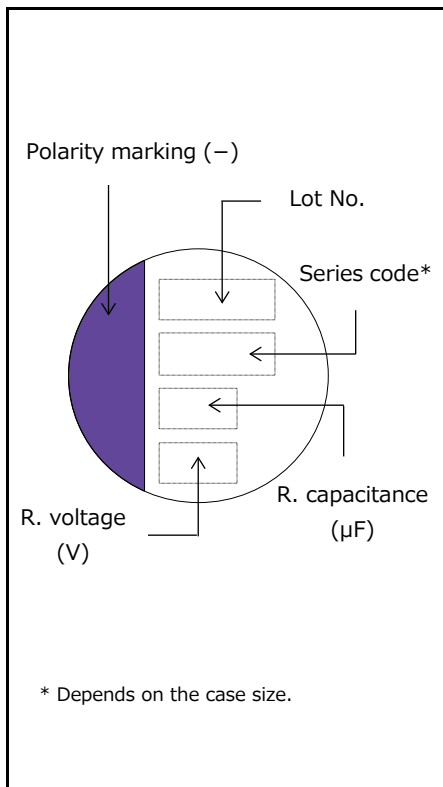 Polarity marking (−)
Lot No.
Series code*
R. capacitance
(μF)
R. voltage
(V)
* Depends on the case size.